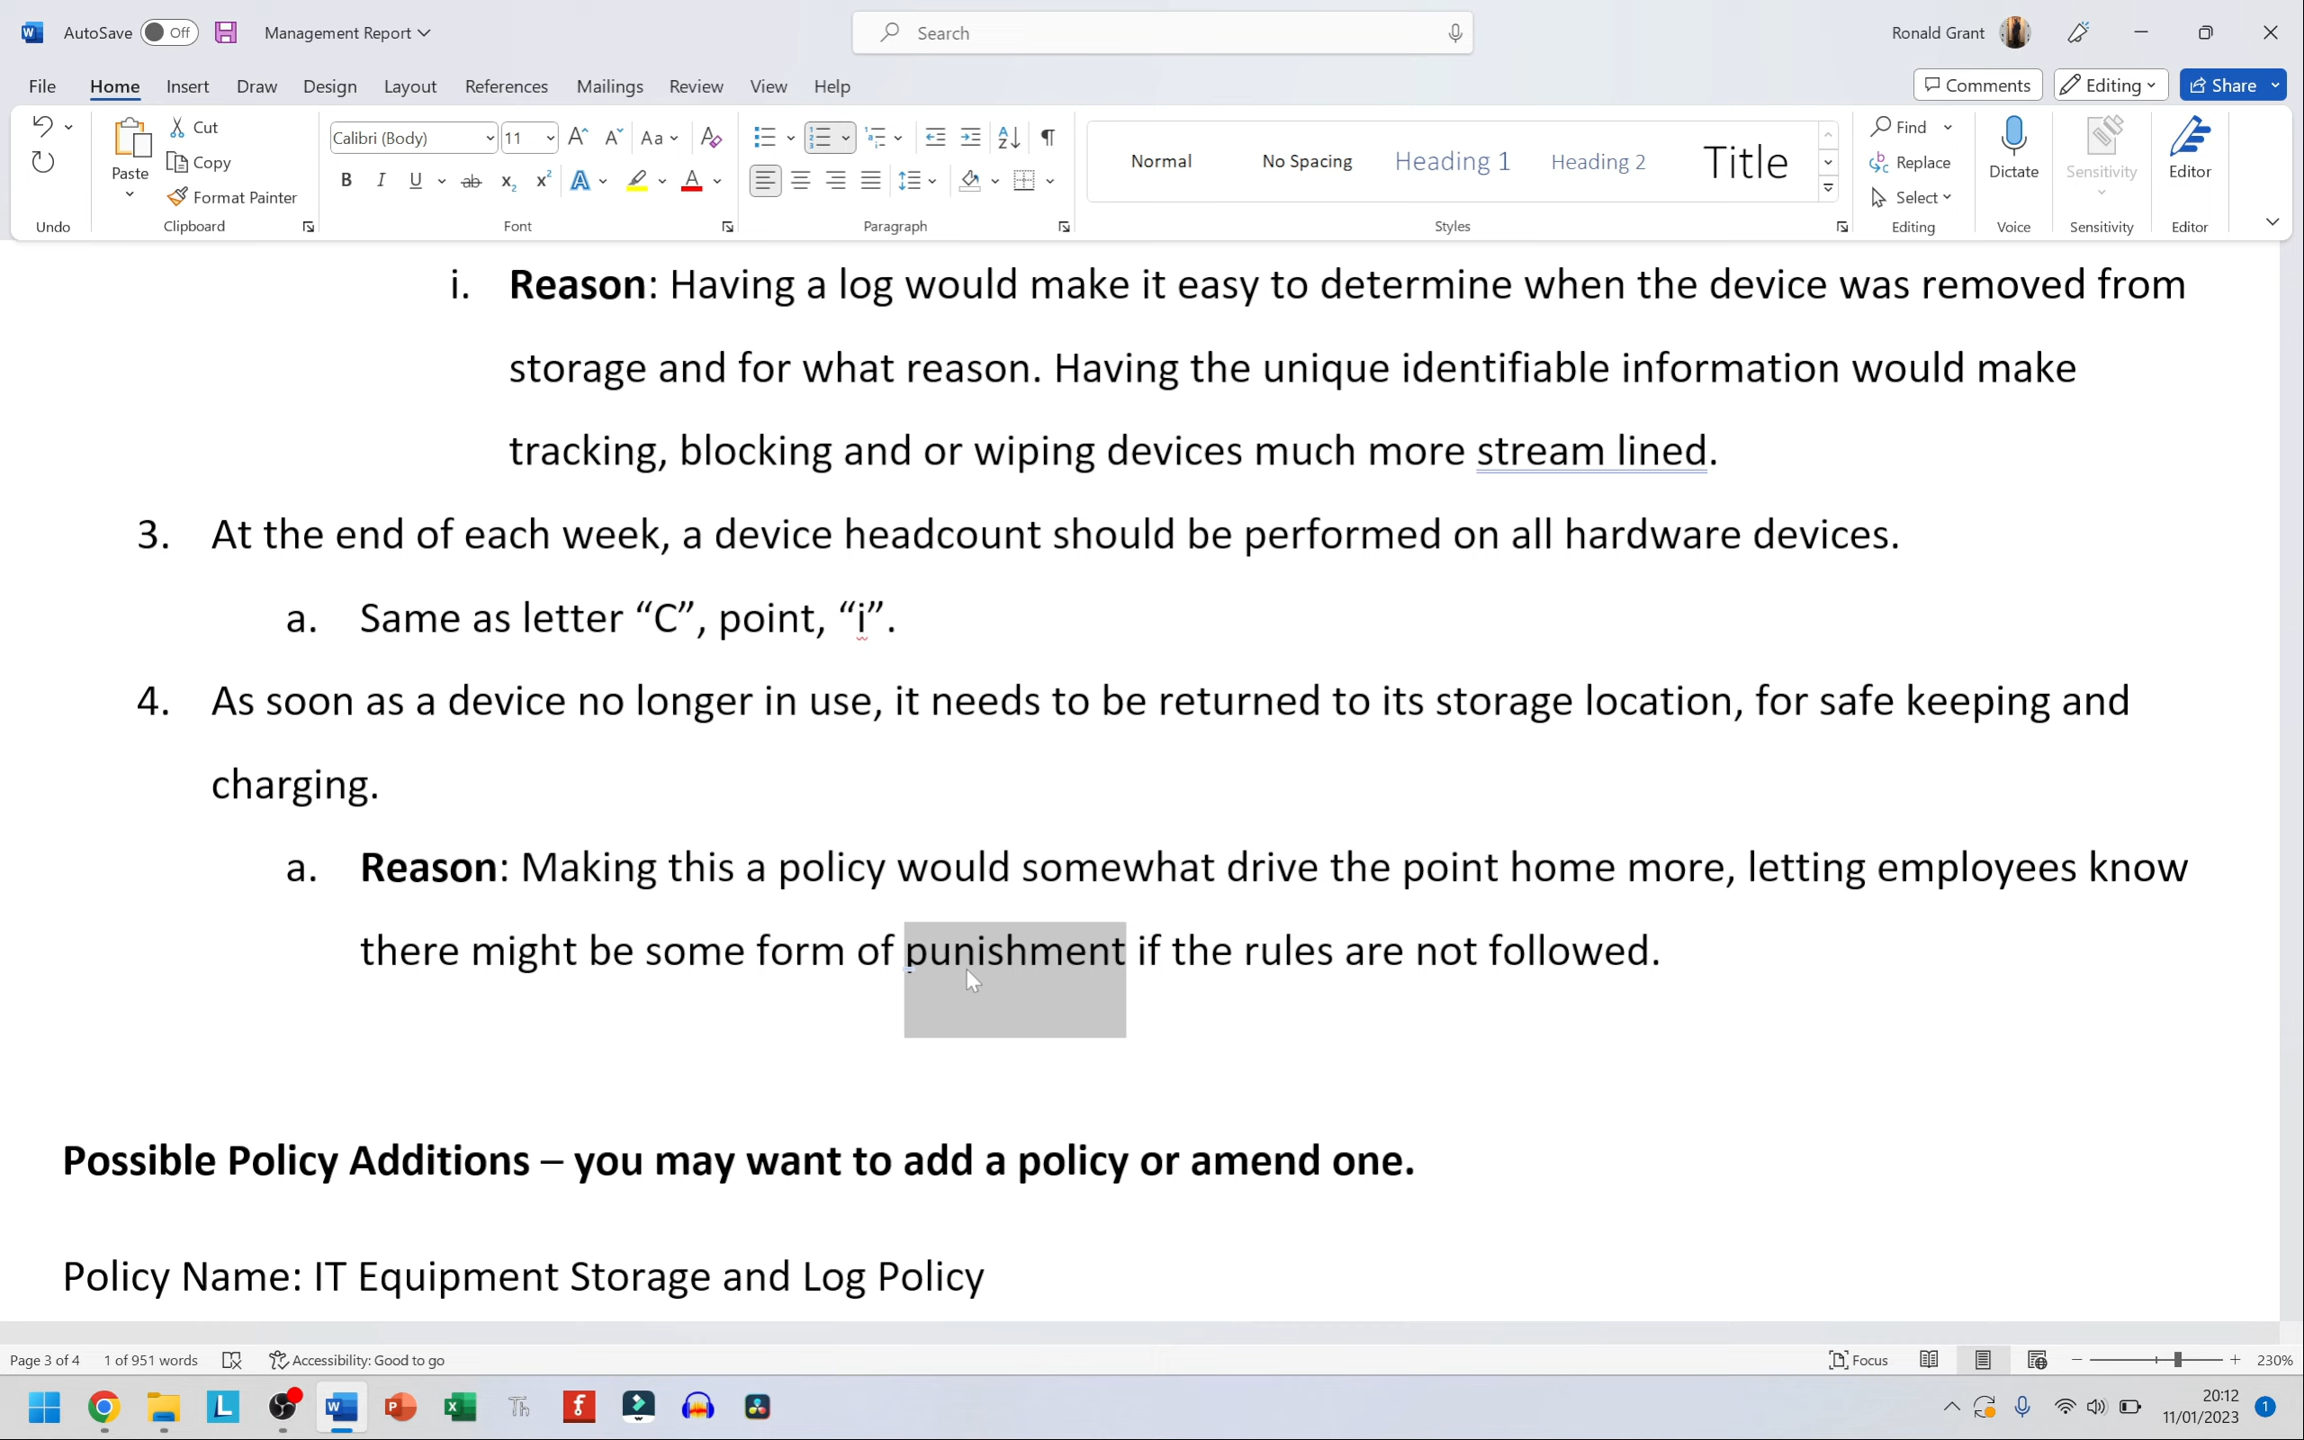 AutoSave Off Management Report Search Ronald Grant
File Home Insert Draw Design Layout References Mailings Review View Help Comments Editing Share
Cut Calibri (Body) 11 Aa Find
Paste Copy Normal No Spacing Heading 1 Heading 2 Title Replace Dictate Sensitivity Editor
Format Painter B I U ab x₂ x² A A Select
Undo Clipboard Font Paragraph Styles Editing Voice Sensitivity Editor
i. Reason: Having a log would make it easy to determine when the device was removed from
storage and for what reason. Having the unique identifiable information would make
tracking, blocking and or wiping devices much more stream lined.
3. At the end of each week, a device headcount should be performed on all hardware devices.
a. Same as letter “C”, point, “i”.
4. As soon as a device no longer in use, it needs to be returned to its storage location, for safe keeping and
charging.
a. Reason: Making this a policy would somewhat drive the point home more, letting employees know
there might be some form of punishment if the rules are not followed.
Possible Policy Additions – you may want to add a policy or amend one.
Policy Name: IT Equipment Storage and Log Policy
Page 3 of 4 1 of 951 words Accessibility: Good to go Focus 230%
L W P X Th f 20:12
11/01/2023 1